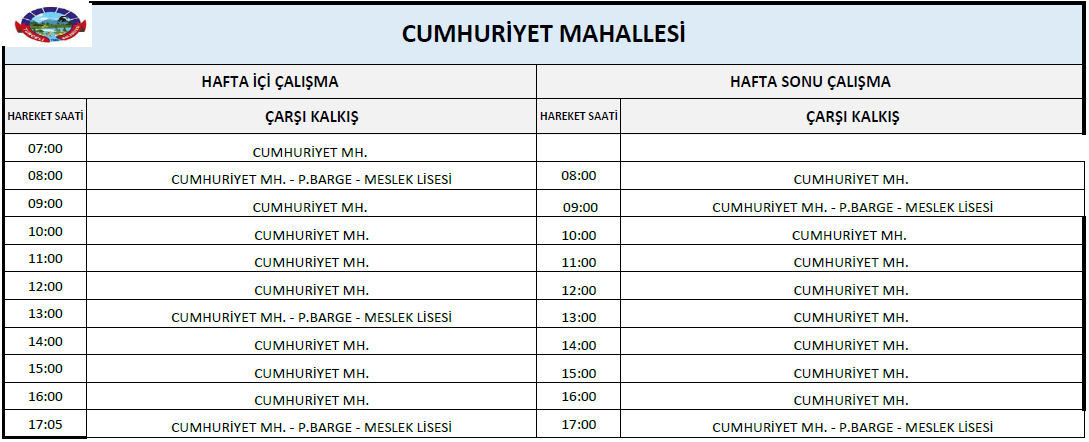 CUMHURİYET MAHALLESİ
HAFTA İÇİ ÇALIŞMA HAFTA SONU ÇALIŞMA
HAREKET SAATİ ÇARŞI KALKIŞ HAREKET SAATİ ÇARŞI KALKIŞ
07:00 CUMHURİYET MH.
08:00 CUMHURİYET MH. - P.BARGE - MESLEK LİSESİ 08:00 CUMHURİYET MH.
09:00 CUMHURİYET MH. 09:00 CUMHURİYET MH. - P.BARGE - MESLEK LİSESİ
10:00 CUMHURİYET MH. 10:00 CUMHURİYET MH.
11:00 CUMHURİYET MH. 11:00 CUMHURİYET MH.
12:00 CUMHURİYET MH. 12:00 CUMHURİYET MH.
13:00 CUMHURİYET MH. - P.BARGE - MESLEK LİSESİ 13:00 CUMHURİYET MH.
14:00 CUMHURİYET MH. 14:00 CUMHURİYET MH.
15:00 CUMHURİYET MH. 15:00 CUMHURİYET MH.
16:00 CUMHURİYET MH. 16:00 CUMHURİYET MH.
17:05 CUMHURİYET MH. - P.BARGE - MESLEK LİSESİ 17:00 CUMHURİYET MH. - P.BARGE - MESLEK LİSESİ